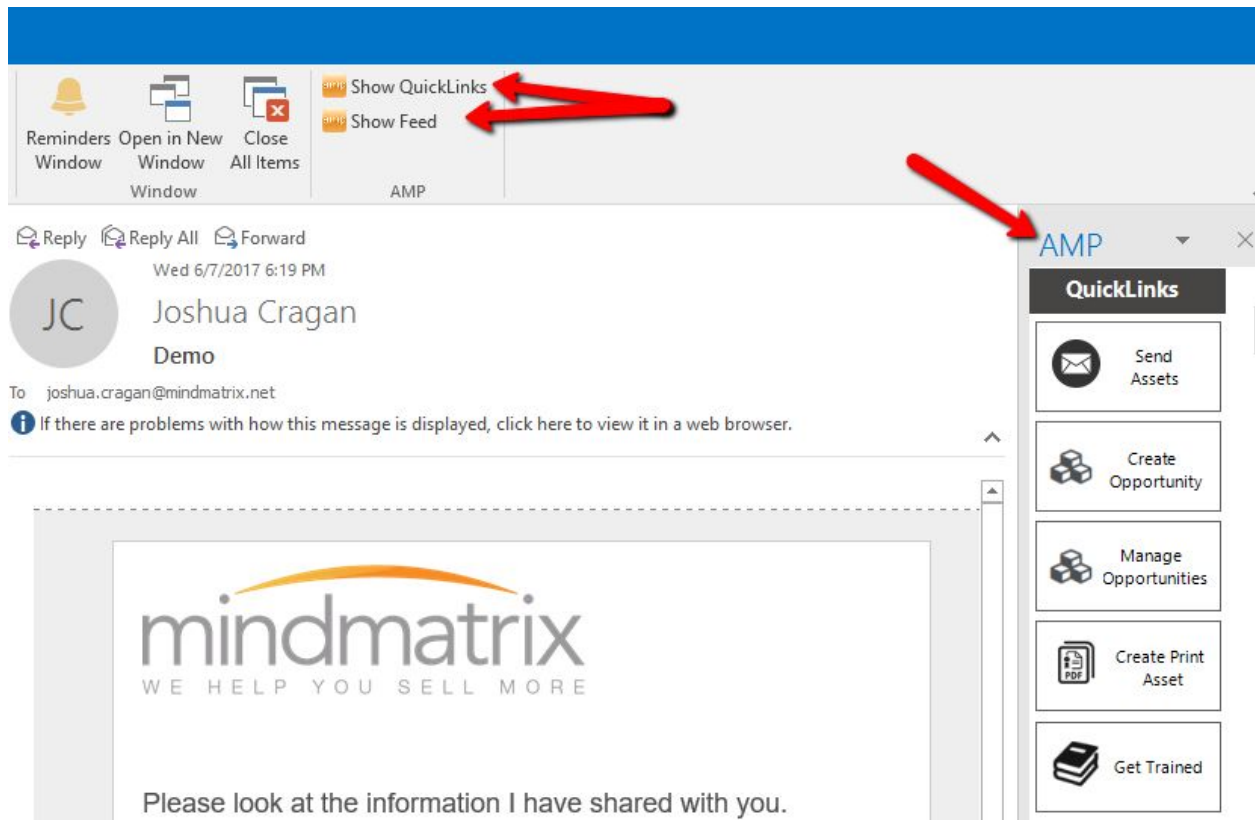 Show QuickLinks
Show Feed
Reminders Window
Open in New Window
Close All Items
Window
AMP
Reply Reply All Forward
Wed 6/7/2017 6:19 PM
JC
Joshua Cragan
Demo
To joshua.cragan@mindmatrix.net
If there are problems with how this message is displayed, click here to view it in a web browser.
mindmatrix
WE HELP YOU SELL MORE
Please look at the information I have shared with you.
AMP
QuickLinks
Send
Assets
Create
Opportunity
Manage
Opportunities
PDF
Create Print
Asset
Get Trained